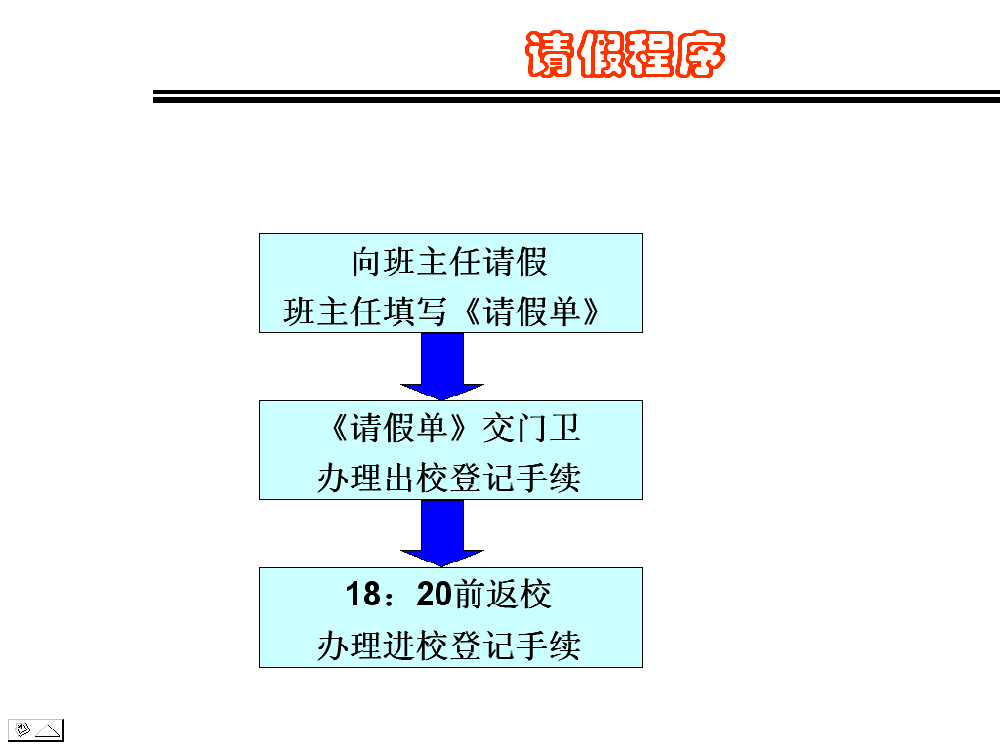 请假程序
向班主任请假
班主任填写《请假单》
《请假单》交门卫
办理出校登记手续
18：20前返校
办理进校登记手续